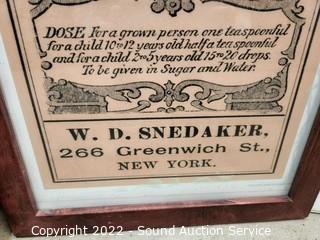 DOSE For a grown person one teaspoonful
for a child 10 to 12 years old half a teaspoonful
and for a child 2 to 5 years old 15 to 20 drops.
To be given in Sugar and Water.
W. D. SNEDAKER,
266 Greenwich St.,
NEW YORK.
Copyright 2022 - Sound Auction Service